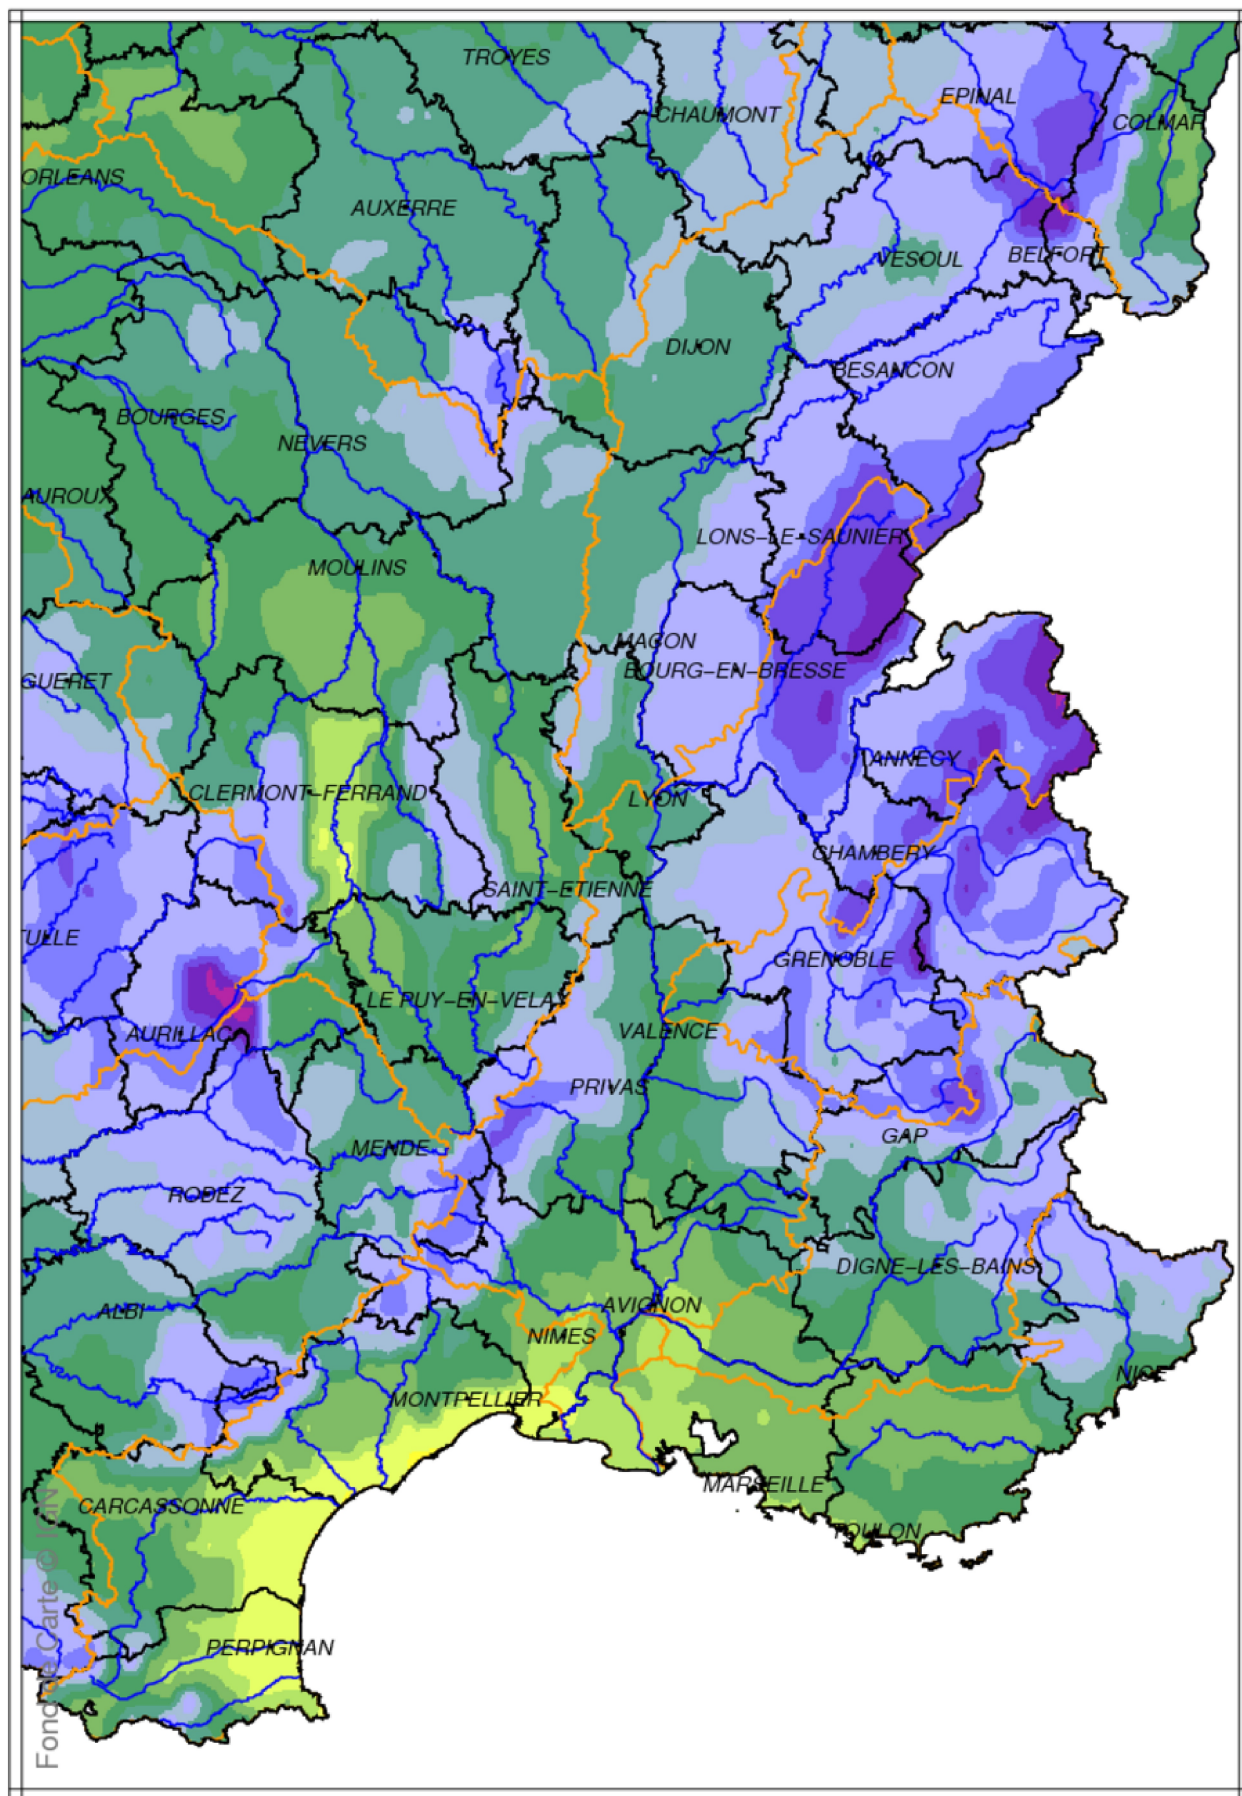 TROYES
EPINAL
CHAUMONT
COLMAR
ORLEANS
AUXERRE
VESOUL
BELFORT
DIJON
BESANCON
BOURGES
NEVERS
AUROUX
LONS-LE-SAUNIER
MOULINS
MACON
BOURG-EN-BRESSE
GUERET
ANNECY
CLERMONT-FERRAND
LYON
CHAMBERY
SAINT-ETIENNE
TULLE
GRENOBLE
LE PUY-EN-VELAY
AURILLAC
VALENCE
PRIVAS
GAP
MENDE
RODEZ
DIGNE-LES-BAINS
ALBI
AVIGNON
NIMES
NICE
MONTPELLIER
MARSEILLE
CARCASSONNE
TOULON
PERPIGNAN
Fond de Carte © IGN